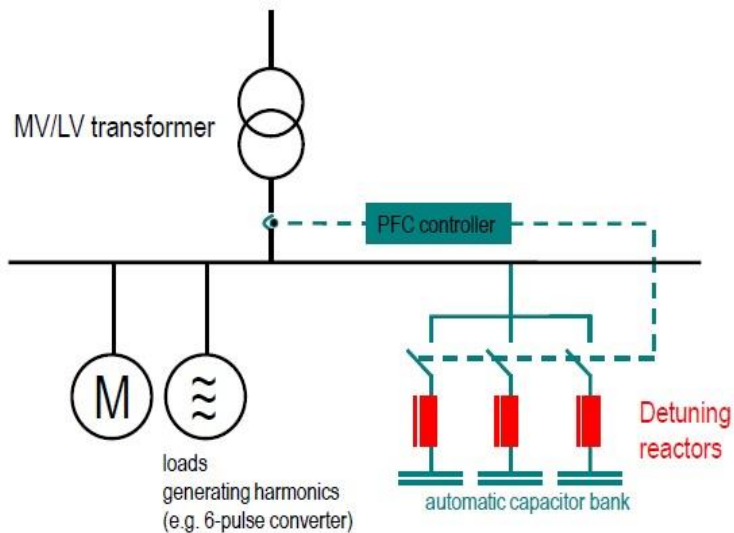 MV/LV transformer
PFC controller
M
Detuning
reactors
loads
generating harmonics
(e.g. 6-pulse converter)
automatic capacitor bank